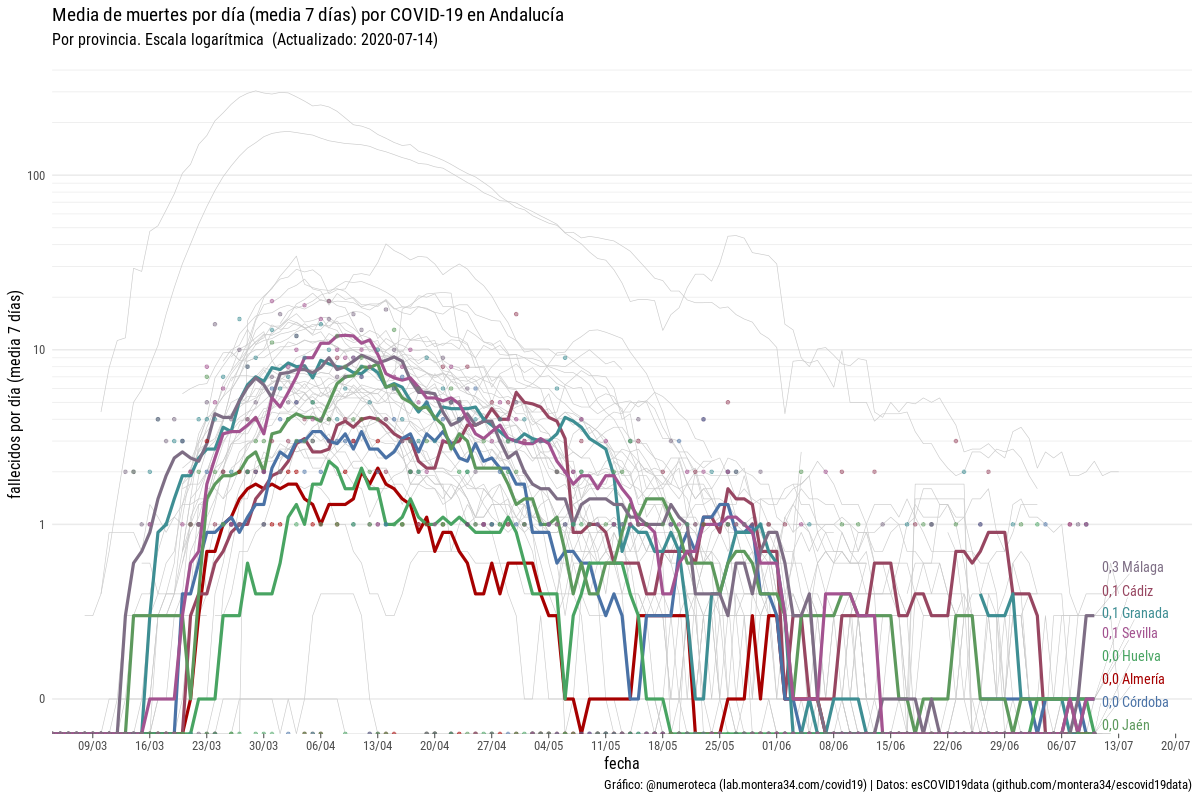 Media de muertes por día (media 7 días) por COVID-19 en Andalucía
Por provincia. Escala logarítmica (Actualizado: 2020-07-14)
fallecidos por día (media 7 días)
100
10
1
0
0,3 Málaga
0,1 Cádiz
0,1 Granada
0,1 Sevilla
0,0 Huelva
0,0 Almería
0,0 Córdoba
0,0 Jaén
09/03 16/03 23/03 30/03 06/04 13/04 20/04 27/04 04/05 11/05 18/05 25/05 01/06 08/06 15/06 22/06 29/06 06/07 13/07 20/07
fecha
Gráfico: @numeroteca (lab.montera34.com/covid19) | Datos: esCOVID19data (github.com/montera34/escovid19data)